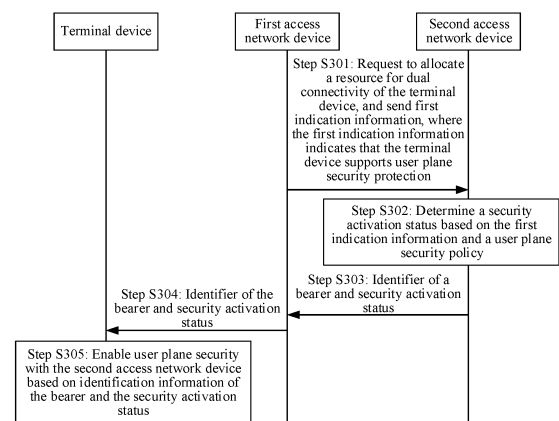 Terminal device
First access
network device
Second access
network device
Step S301: Request to allocate
a resource for dual
connectivity of the terminal
device, and send first
indication information, where
the first indication information
indicates that the terminal
device supports user plane
security protection
Step S302: Determine a security
activation status based on the first
indication information and a user plane
security policy
Step S303: Identifier of a
bearer and security activation
status
Step S304: Identifier of the
bearer and security activation
status
Step S305: Enable user plane security
with the second access network device
based on identification information of
the bearer and the security activation
status